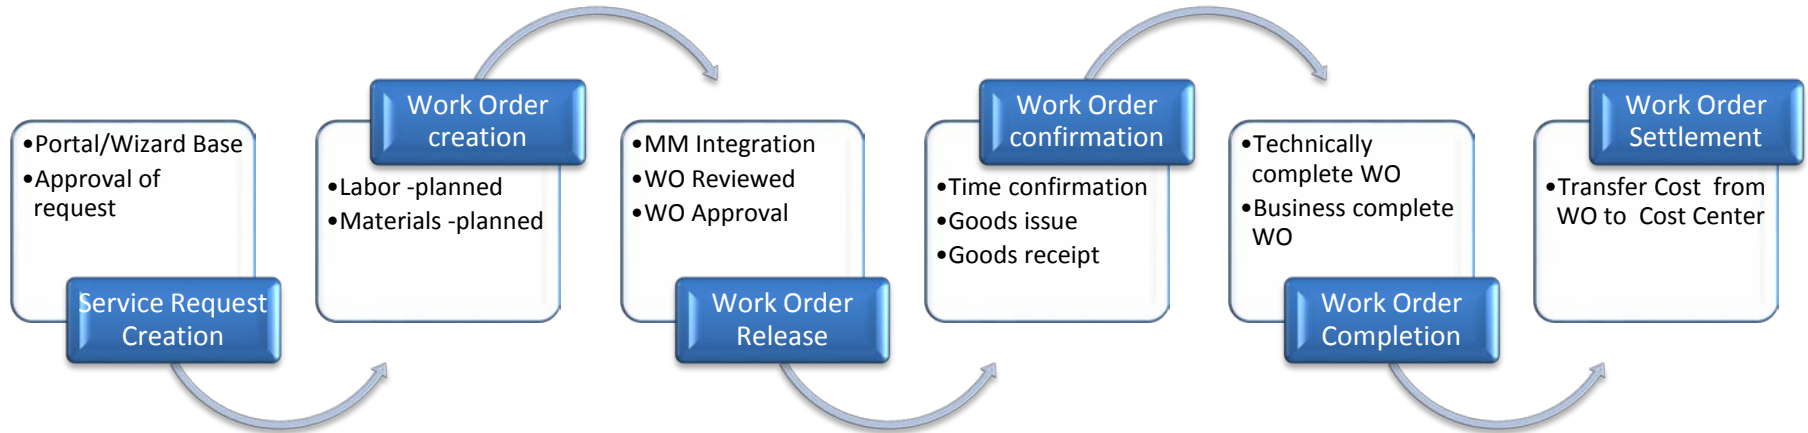 •Portal/Wizard Base
•Approval of
request
Service Request
Creation
Work Order
creation
•Labor -planned
•Materials -planned
•MM Integration
•WO Reviewed
•WO Approval
Work Order
Release
Work Order
confirmation
•Time confirmation
•Goods issue
•Goods receipt
•Technically
complete WO
•Business complete
WO
Work Order
Completion
Work Order
Settlement
•Transfer Cost from
WO to Cost Center